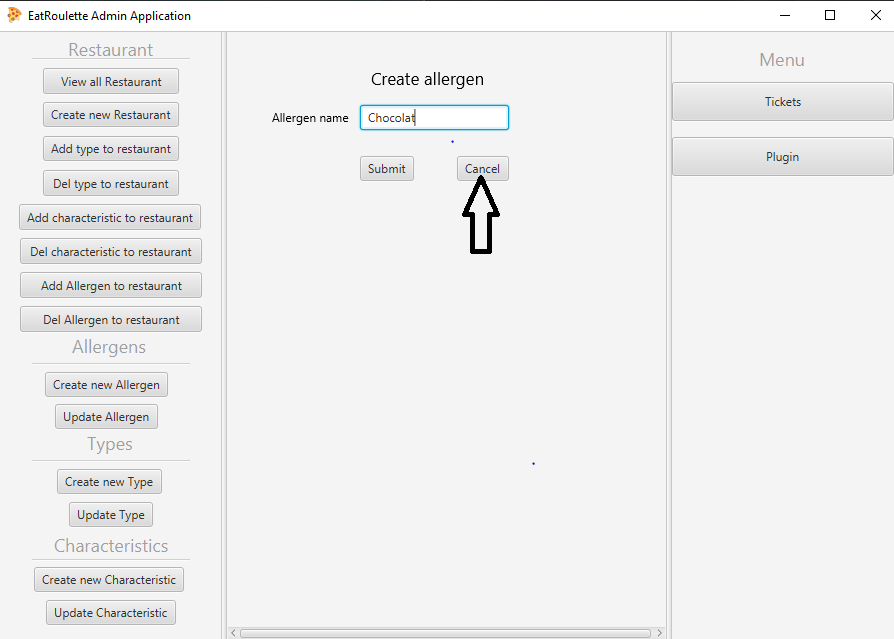 EatRoulette Admin Application
Restaurant
View all Restaurant
Create new Restaurant
Add type to restaurant
Del type to restaurant
Add characteristic to restaurant
Del characteristic to restaurant
Add Allergen to restaurant
Del Allergen to restaurant
Allergens
Create new Allergen
Update Allergen
Types
Create new Type
Update Type
Characteristics
Create new Characteristic
Update Characteristic
Create allergen
Allergen name Chocolat
Submit Cancel
Menu
Tickets
Plugin